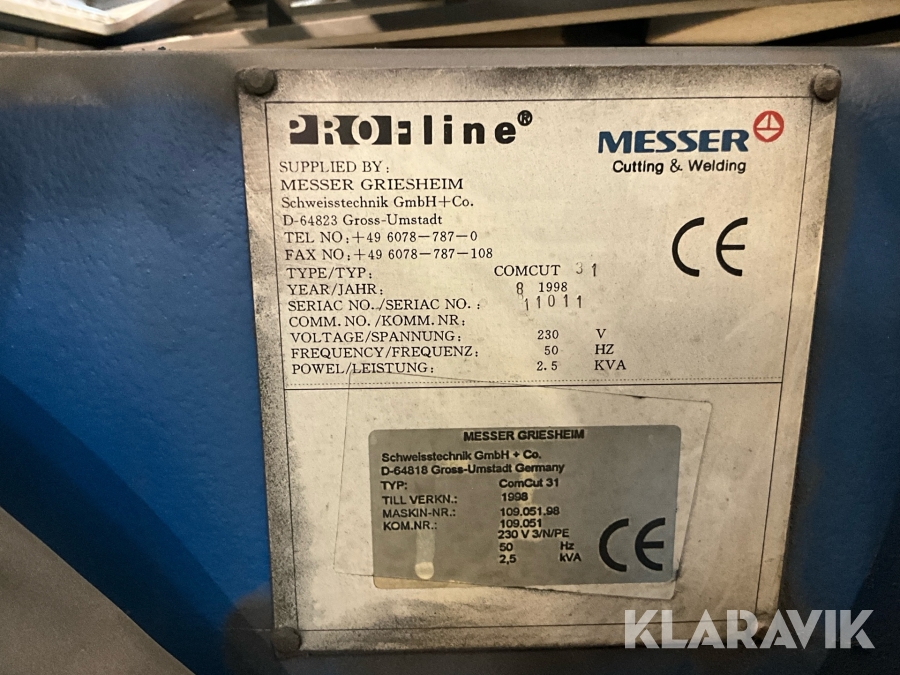 PROFline®
MESSER
Cutting & Welding
SUPPLIED BY:
MESSER GRIESHEIM
Schweisstechnik GmbH+Co.
D-64823 Gross-Umstadt
TEL NO:+49 6078-787-0
FAX NO:+49 6078-787-108
CE
TYPE/TYP: COMCUT 31
YEAR/JAHR: 8 1998
SERIAC NO./SERIAC NO.: 11011
COMM.NO./KOMM.NR:
VOLTAGE/SPANNUNG: 230 V
FREQUENCY/FREQUENZ: 50 HZ
POWEL/LEISTUNG: 2.5 KVA
MESSER GRIESHEIM
Schweisstechnik GmbH + Co.
D-64818 Gross-Umstadt Germany
TYP: ComCut 31
TILL VERKN.: 1998
MASKIN-NR.: 109.051.98
KOM.NR.: 109.051
230 V 3/N/PE
50 Hz
2,5 kVA
CE
KLARAVIK